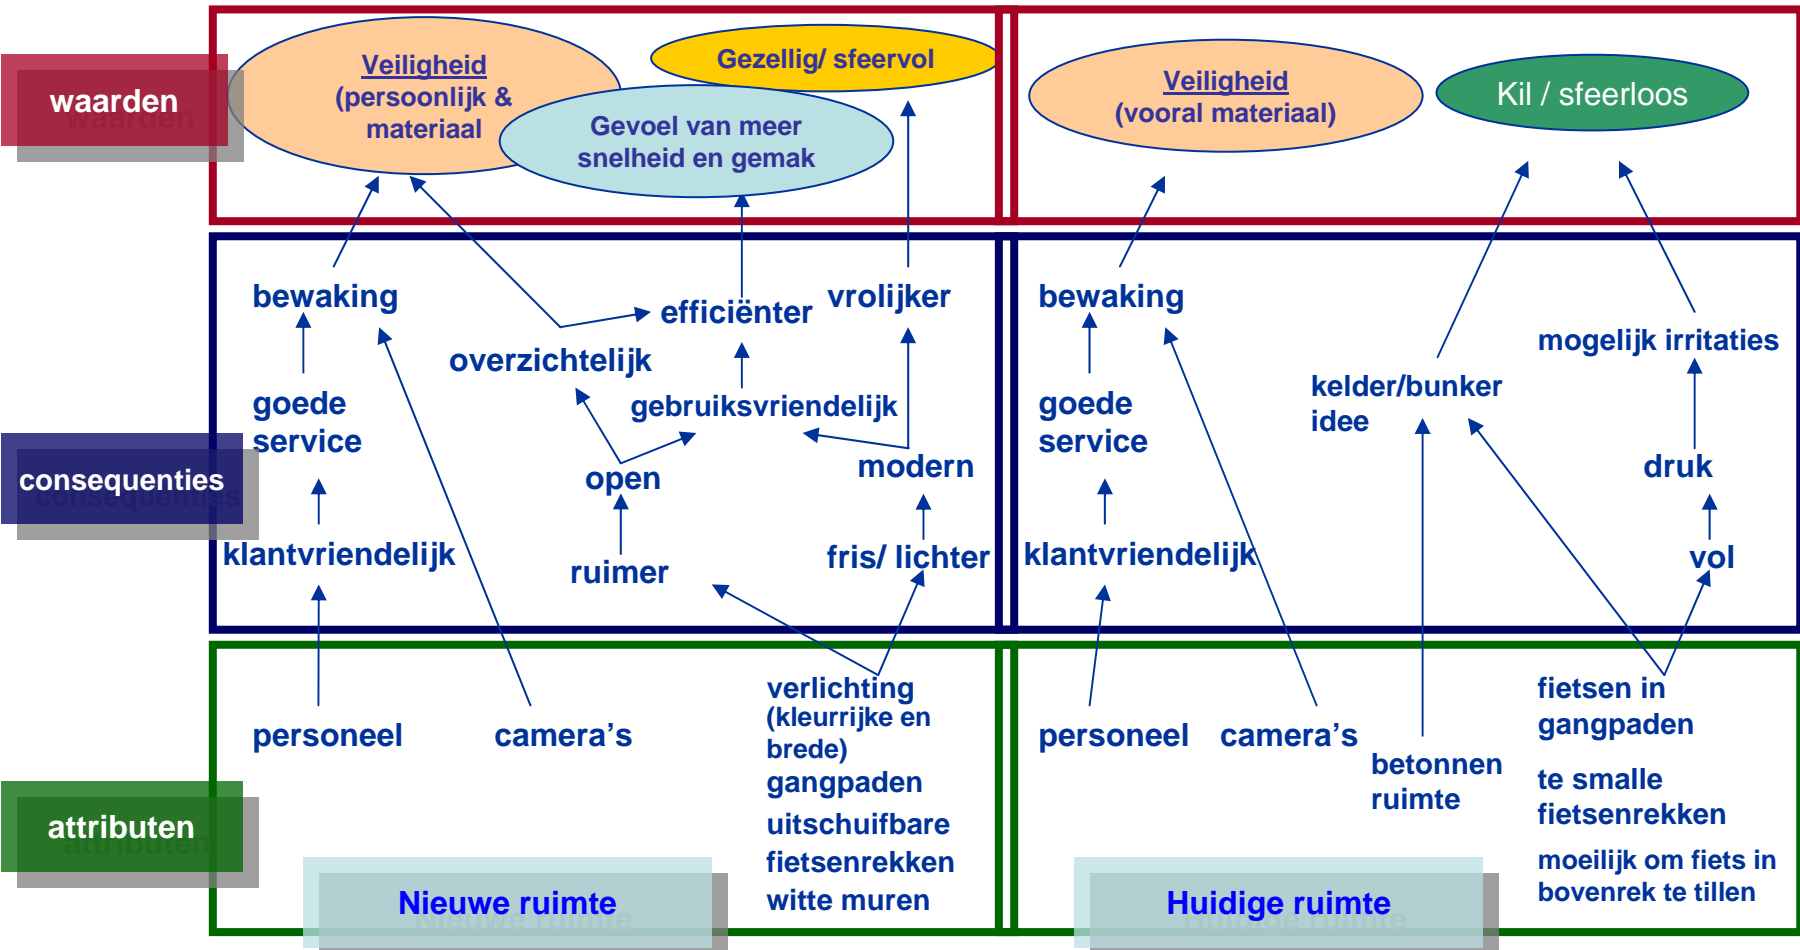 waarden
Veiligheid
(persoonlijk &
materiaal
Gezellig/ sfeervol
Gevoel van meer
snelheid en gemak
Veiligheid
(vooral materiaal)
Kil / sfeerloos
consequenties
bewaking
efficiënter
vrolijker
overzichtelijk
goede
service
gebruiksvriendelijk
open
modern
klantvriendelijk
ruimer
fris/ lichter
bewaking
mogelijk irritaties
kelder/bunker
idee
goede
service
druk
klantvriendelijk
vol
attributen
personeel
camera's
verlichting
(kleurrijke en
brede)
gangpaden
uitschuifbare
fietsenrekken
witte muren
Nieuwe ruimte
personeel
camera's
betonnen
ruimte
fietsen in
gangpaden
te smalle
fietsenrekken
moeilijk om fiets in
bovenrek te tillen
Huidige ruimte